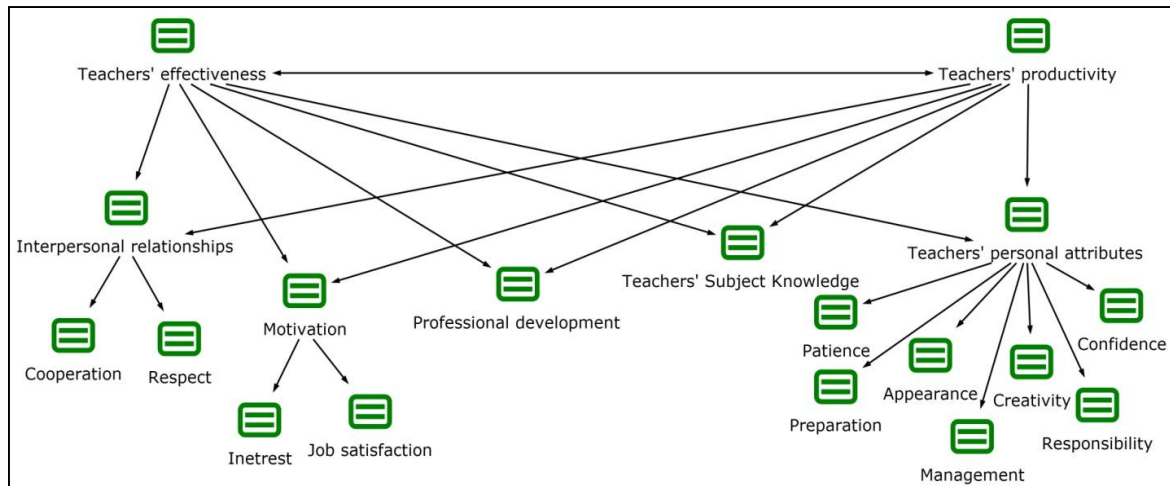 Teachers' effectiveness
Teachers' productivity
Interpersonal relationships
Teachers' personal attributes
Teachers' Subject Knowledge
Motivation
Professional development
Cooperation
Respect
Patience
Confidence
Appearance
Creativity
Preparation
Inetrest
Job satisfaction
Responsibility
Management